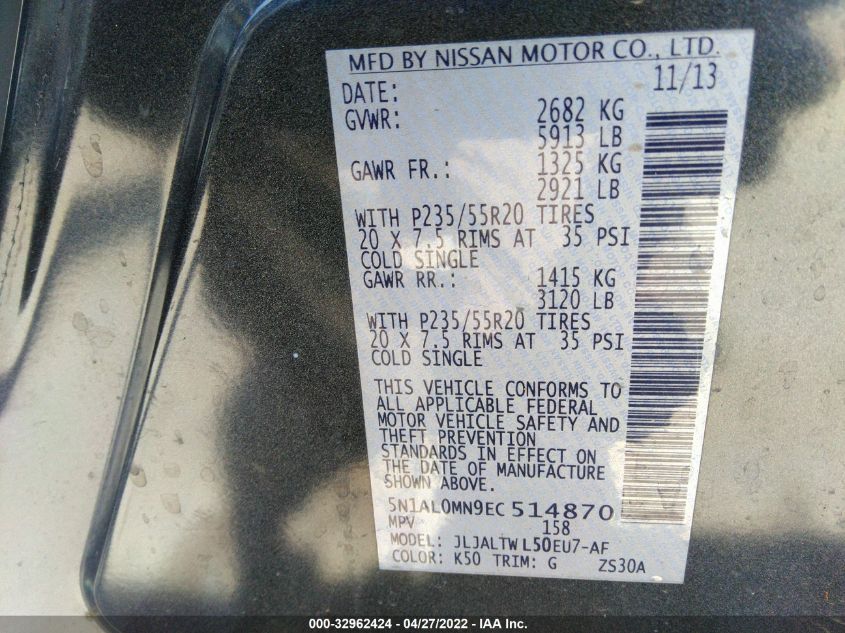 MFD BY NISSAN MOTOR CO., LTD.
DATE: 11/13
GVWR: 2682 KG
5913 LB
GAWR FR.: 1325 KG
2921 LB
WITH P235/55R20 TIRES
20 X 7.5 RIMS AT 35 PSI
COLD SINGLE
GAWR RR.: 1415 KG
3120 LB
WITH P235/55R20 TIRES
20 X 7.5 RIMS AT 35 PSI
COLD SINGLE
THIS VEHICLE CONFORMS TO
ALL APPLICABLE FEDERAL
MOTOR VEHICLE SAFETY AND
THEFT PREVENTION
STANDARDS IN EFFECT ON
THE DATE OF MANUFACTURE
SHOWN ABOVE.
5N1AL0MN9EC 514870
MPV 158
MODEL: JLJALTW L50EU7-AF
COLOR: K50 TRIM: G ZS30A
000-32962424 - 04/27/2022 - IAA Inc.